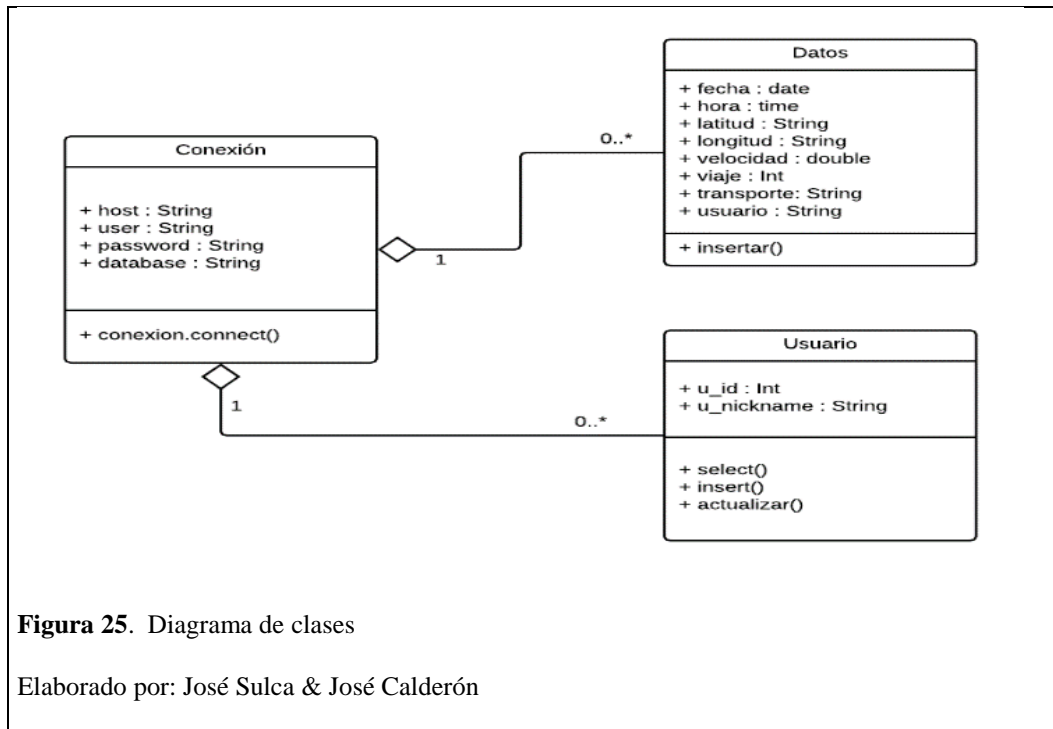 Datos
+ fecha : date
+ hora : time
+ latitud : String
+ longitud : String
+ velocidad : double
+ viaje : Int
+ transporte: String
+ usuario : String
+ insertar()
0..*
1
Conexión
+ host : String
+ user : String
+ password : String
+ database : String
+ conexion.connect()
1
0..*
Usuario
+ u_id : Int
+ u_nickname : String
+ select()
+ insert()
+ actualizar()
Figura 25. Diagrama de clases
Elaborado por: José Sulca & José Calderón